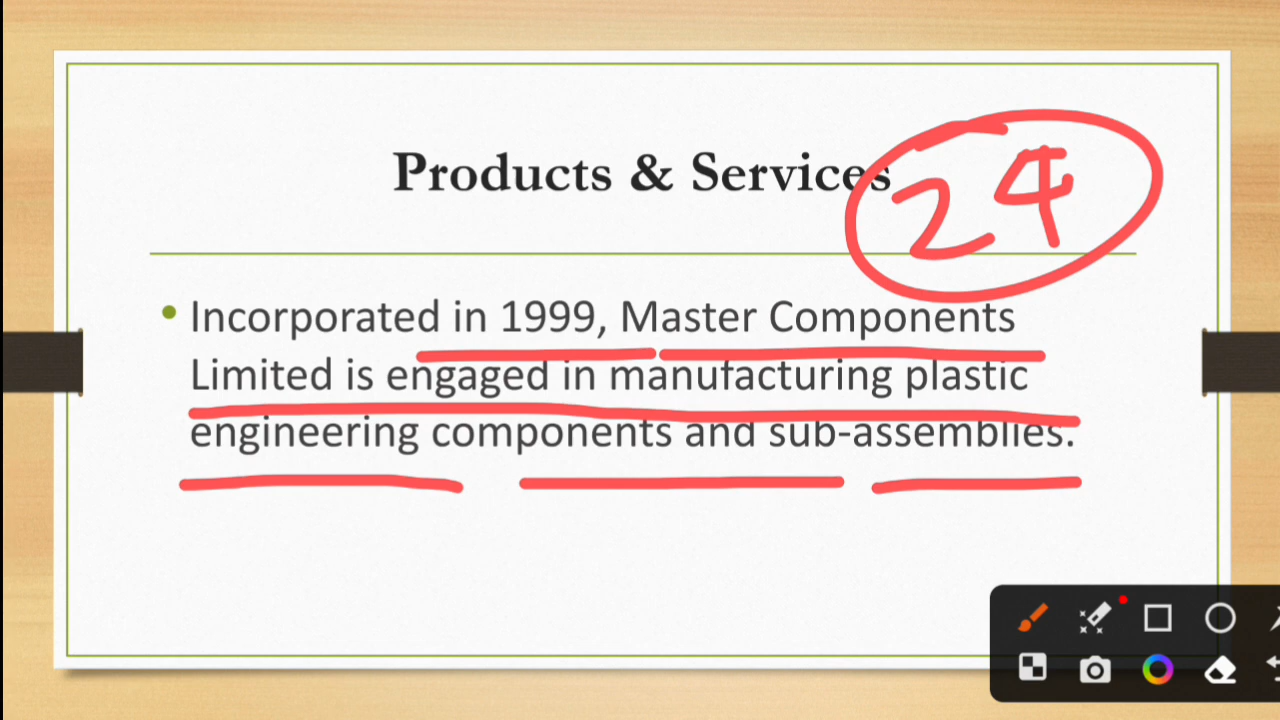 Products & Services
24
• Incorporated in 1999, Master Components
Limited is engaged in manufacturing plastic
engineering components and sub-assemblies.